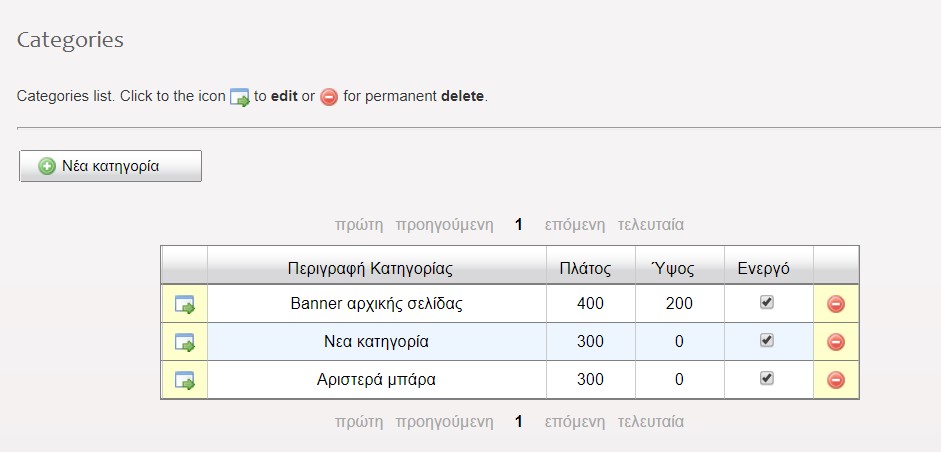 Categories
Categories list. Click to the icon to edit or for permanent delete.
Νέα κατηγορία
πρώτη προηγούμενη 1 επόμενη τελευταία
Περιγραφή Κατηγορίας Πλάτος Ύψος Ενεργό
Banner αρχικής σελίδας 400 200
Νεα κατηγορία 300 0
Αριστερά μπάρα 300 0
πρώτη προηγούμενη 1 επόμενη τελευταία